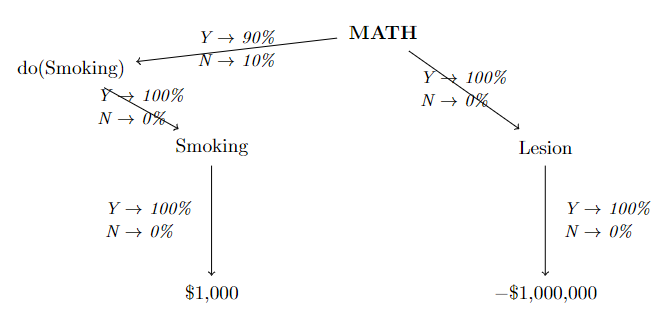 MATH
Y → 90%
N → 10%
do(Smoking)
Y → 100%
N → 0%
Y → 100%
N → 0%
Smoking
Lesion
Y → 100%
N → 0%
Y → 100%
N → 0%
$1,000
−$1,000,000